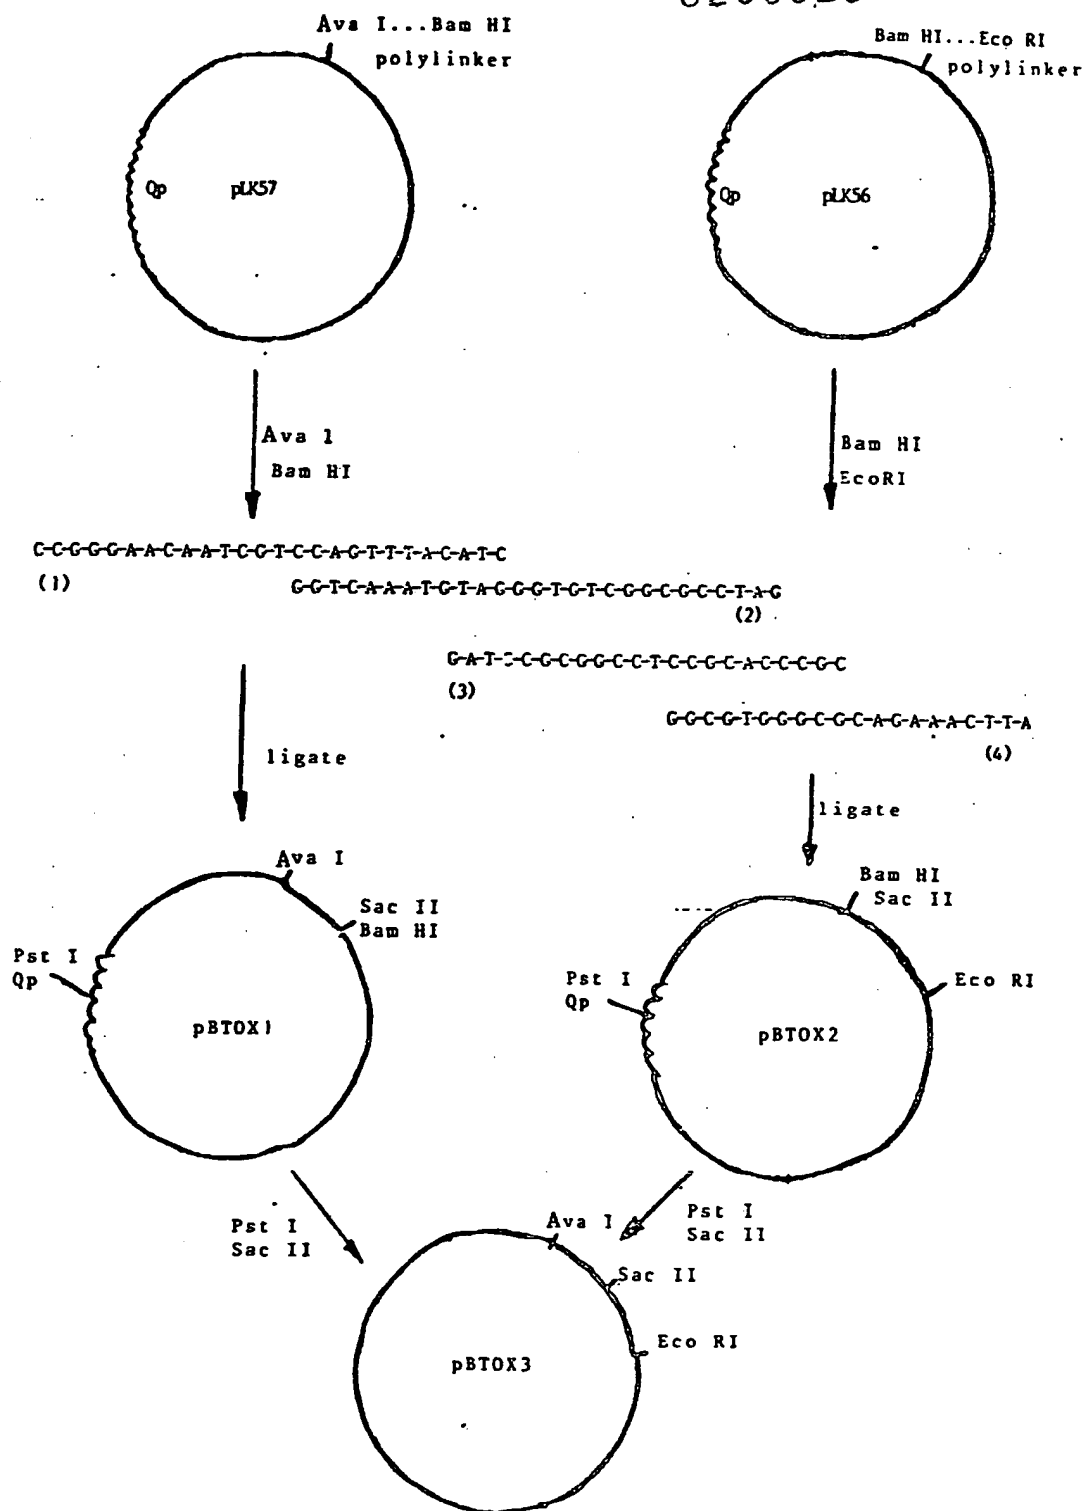 Ava I...Bam HI
polylinker
Bam HI...Eco RI
polylinker
Qp
pLK57
Qp
pLK56
Ava 1
Bam HI
Bam HI
EcoRI
C-C-G-G-G-A-A-C-A-A-T-C-G-T-C-C-A-G-T-T-T-A-C-A-T-C
(1)
G-G-T-C-A-A-A-T-G-T-A-G-G-G-T-G-T-C-G-G-C-G-C-C-T-A-G
(2)
(3)
G-G-C-G-T-G-G-G-C-G-C-A-G-A-A-A-C-T-T-A
(4)
ligate
ligate
Ava I
Sac II
Bam HI
Pst I
Qp
pBTOX1
Bam HI
Sac II
Pst I
Qp
Eco RI
pBTOX2
Pst I
Sac II
Pst I
Sac II
Ava I
Sac II
Eco RI
pBTOX3